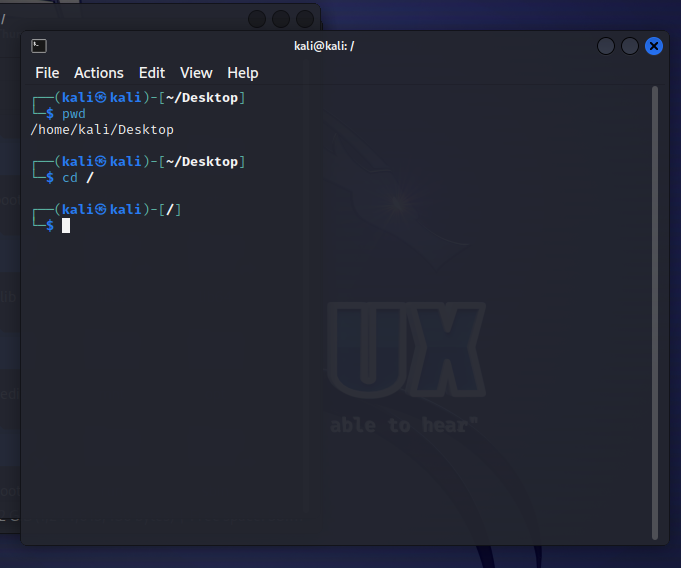 /
kali@kali: /
File Actions Edit View Help
┌──(kali㉿kali)-[~/Desktop]
└─$ pwd
/home/kali/Desktop
┌──(kali㉿kali)-[~/Desktop]
└─$ cd /
┌──(kali㉿kali)-[/]
└─$
UX
able to hear"